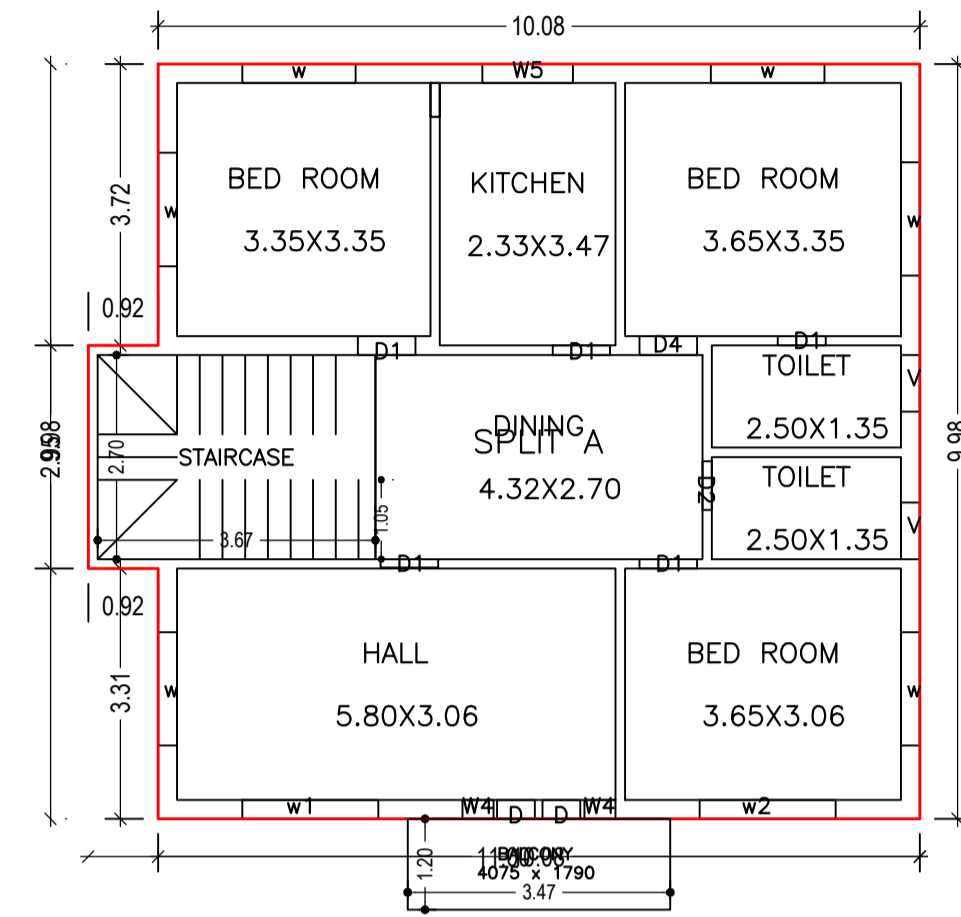 10.08
w
W5
w
BED ROOM
3.35X3.35
KITCHEN
2.33X3.47
BED ROOM
3.65X3.35
3.72
w
w
0.92
D1
D1
D4
D1
TOILET
2.50X1.35
V
DINING
SPLIT A
4.32X2.70
STAIRCASE
2.70
3.67
1.05
D2
TOILET
2.50X1.35
V
9.98
D1
D1
0.92
HALL
5.80X3.06
BED ROOM
3.65X3.06
3.31
w
w
w1
W4
D
D
W4
w2
BALCONY
4075 x 1790
1.20
3.47